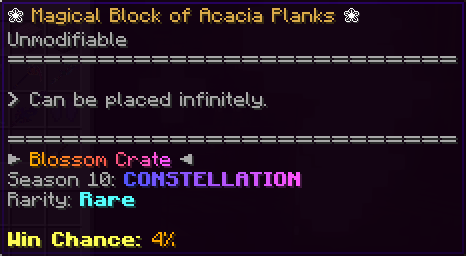 ❀ Magical Block of Acacia Planks ❀
Unmodifiable
==============================
> Can be placed infinitely.
==============================
► Blossom Crate ◄
Season 10: CONSTELLATION
Rarity: Rare
Win Chance: 4%